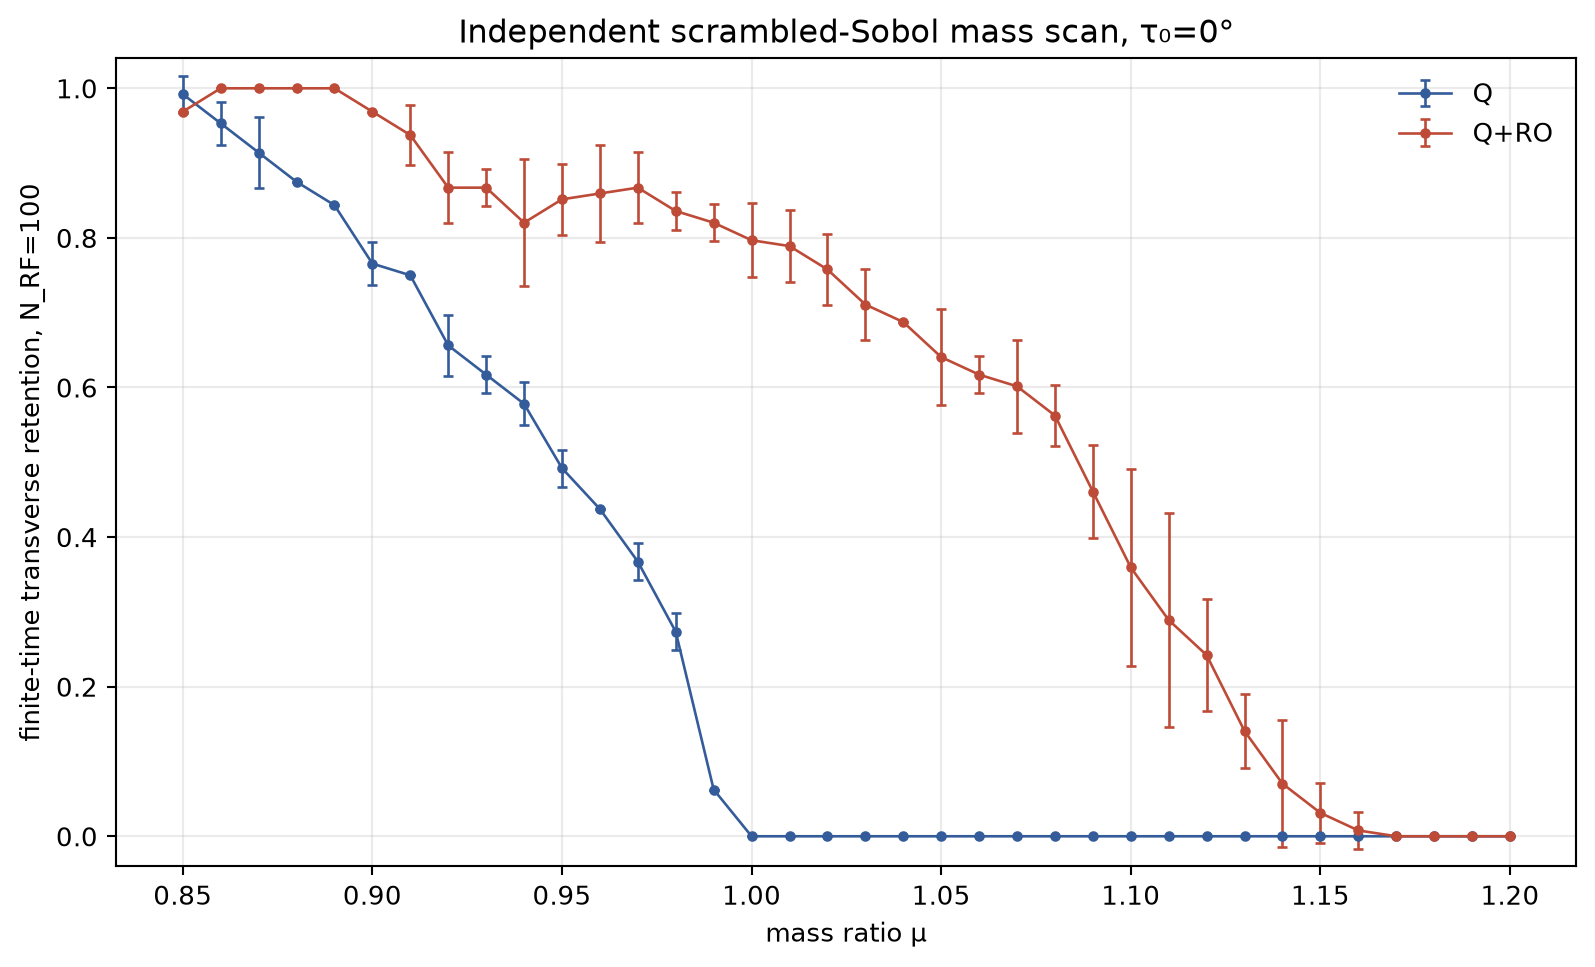 Independent scrambled-Sobol mass scan, τ₀=0°
finite-time transverse retention, N_RF=100
1.0
0.8
0.6
0.4
0.2
0.0
Q
Q+RO
0.85
0.90
0.95
1.00
1.05
1.10
1.15
1.20
mass ratio μ